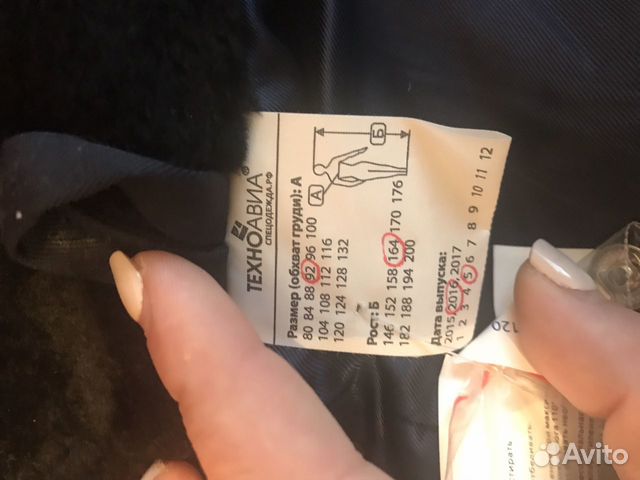 ТЕХНОАВИА®
СПЕЦОДЕЖДА.РФ
Размер (обхват груди): А
80 84 88 92 96 100
104 108 112 116
120 124 128 132
А
Б
Рост: Б
146 152 158 164 170 176
182 188 194 200
Дата выпуска:
2015, 2016, 2017
1 2 3 4 5 6 7 8 9 10 11 12
120
Avito